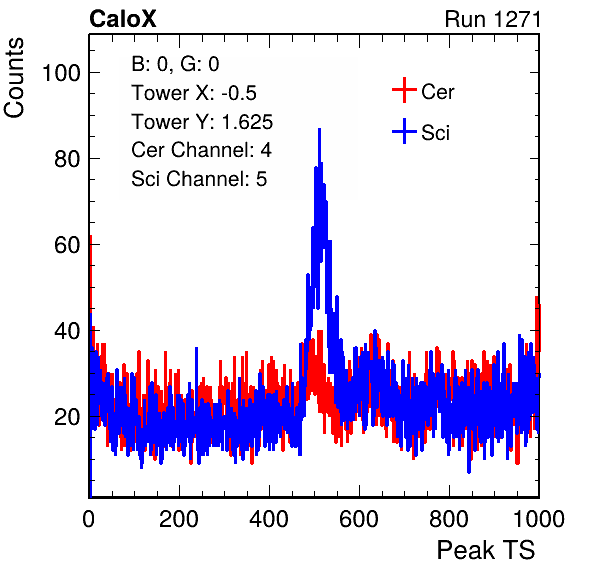 CaloX Run 1271
Counts
B: 0, G: 0
Tower X: -0.5
Tower Y: 1.625
Cer Channel: 4
Sci Channel: 5
Cer
Sci
100
80
60
40
20
0 200 400 600 800 1000
Peak TS